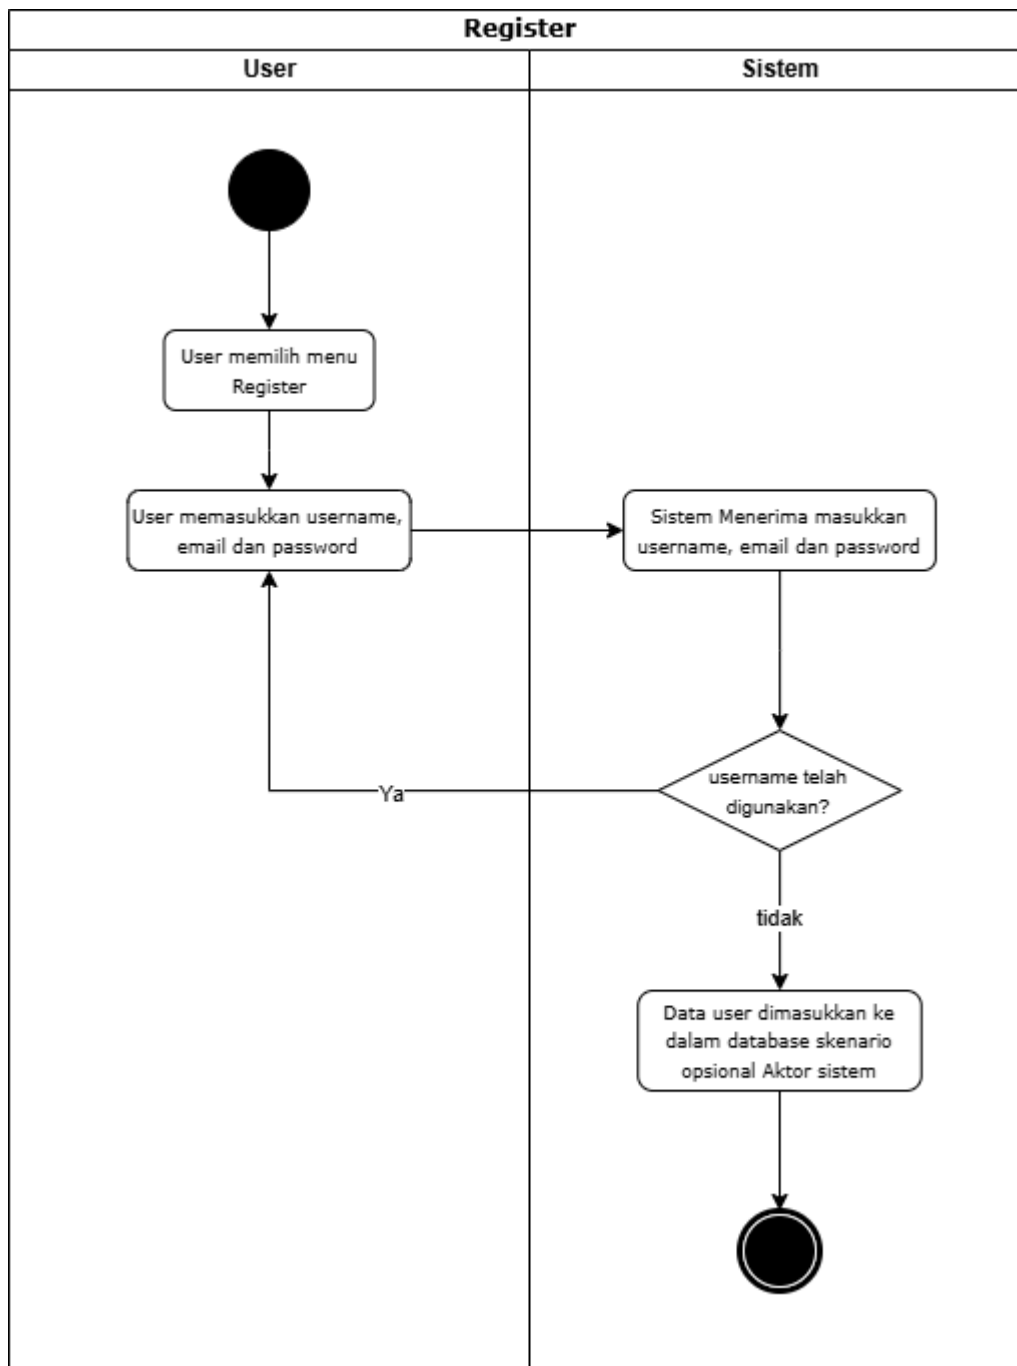 Register
User
Sistem
User memilih menu
Register
User memasukkan username,
email dan password
Sistem Menerima masukkan
username, email dan password
username telah
digunakan?
Ya
tidak
Data user dimasukkan ke
dalam database skenario
opsional Aktor sistem